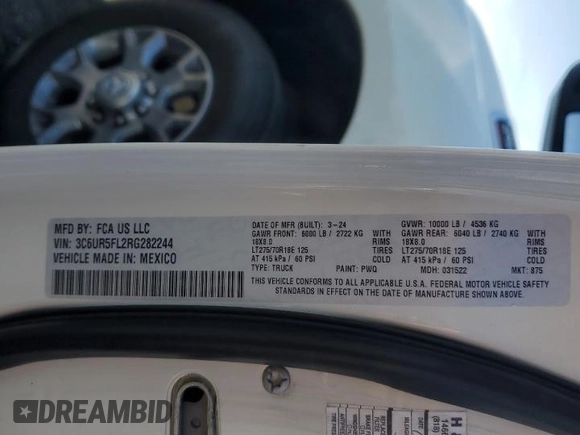 MFD BY: FCA US LLC
VIN: 3C6UR5FL2RG282244
VEHICLE MADE IN: MEXICO
DATE OF MFR (BUILT): 3-24
GAWR FRONT: 6000 LB / 2722 KG WITH
18X8.0 TIRES
LT275/70R18E 125 RIMS
AT 415 kPa / 60 PSI COLD
TYPE: TRUCK PAINT: PWQ
GVWR: 10000 LB / 4536 KG
GAWR REAR: 6040 LB / 2740 KG WITH
18X8.0 TIRES
LT275/70R18E 125 RIMS
AT 415 kPa / 60 PSI COLD
MDH: 031522 MKT: 875
THIS VEHICLE CONFORMS TO ALL APPLICABLE U.S.A. FEDERAL MOTOR VEHICLE SAFETY
AND THEFT PREVENTION STANDARDS IN EFFECT ON THE DATE OF MANUFACTURE SHOWN ABOVE.
DREAMBID